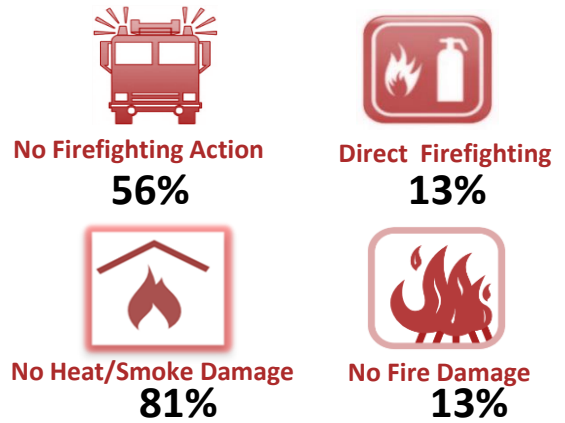 No Firefighting Action
56%
Direct Firefighting
13%
No Heat/Smoke Damage
81%
No Fire Damage
13%